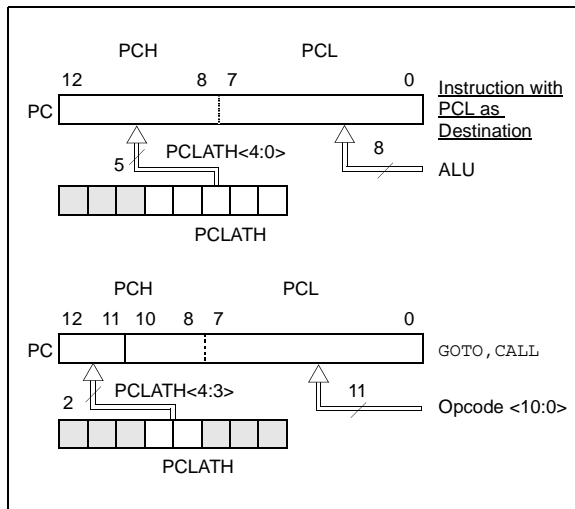 PCH PCL
12 8 7 0
Instruction with
PCL as
Destination
PC
5 PCLATH<4:0> 8
ALU
PCLATH
PCH PCL
12 11 10 8 7 0
PC GOTO,CALL
2 PCLATH<4:3> 11
Opcode <10:0>
PCLATH